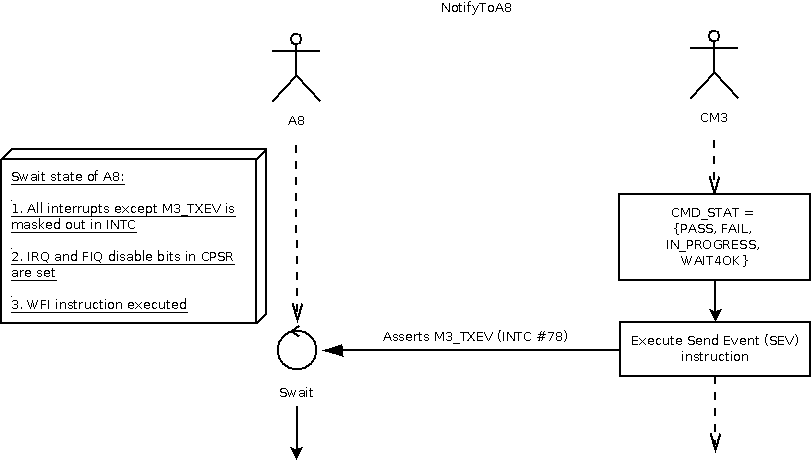 NotifyToA8
A8
CM3
Swait state of A8:
1. All interrupts except M3_TXEV is
masked out in INTC
2. IRQ and FIQ disable bits in CPSR
are set
3. WFI instruction executed
CMD_STAT =
{PASS, FAIL,
IN_PROGRESS,
WAIT4OK}
Asserts M3_TXEV (INTC #78)
Execute Send Event (SEV)
instruction
Swait